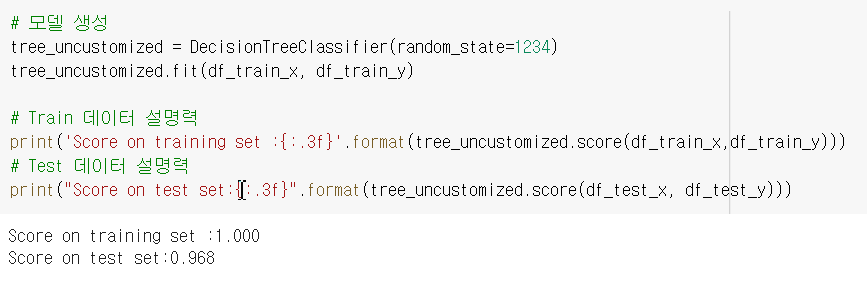 # 모델 생성
tree_uncustomized = DecisionTreeClassifier(random_state=1234)
tree_uncustomized.fit(df_train_x, df_train_y)
# Train 데이터 설명력
print('Score on training set :{:.3f}'.format(tree_uncustomized.score(df_train_x,df_train_y)))
# Test 데이터 설명력
print("Score on test set:{:.3f}".format(tree_uncustomized.score(df_test_x, df_test_y)))
Score on training set :1.000
Score on test set:0.968